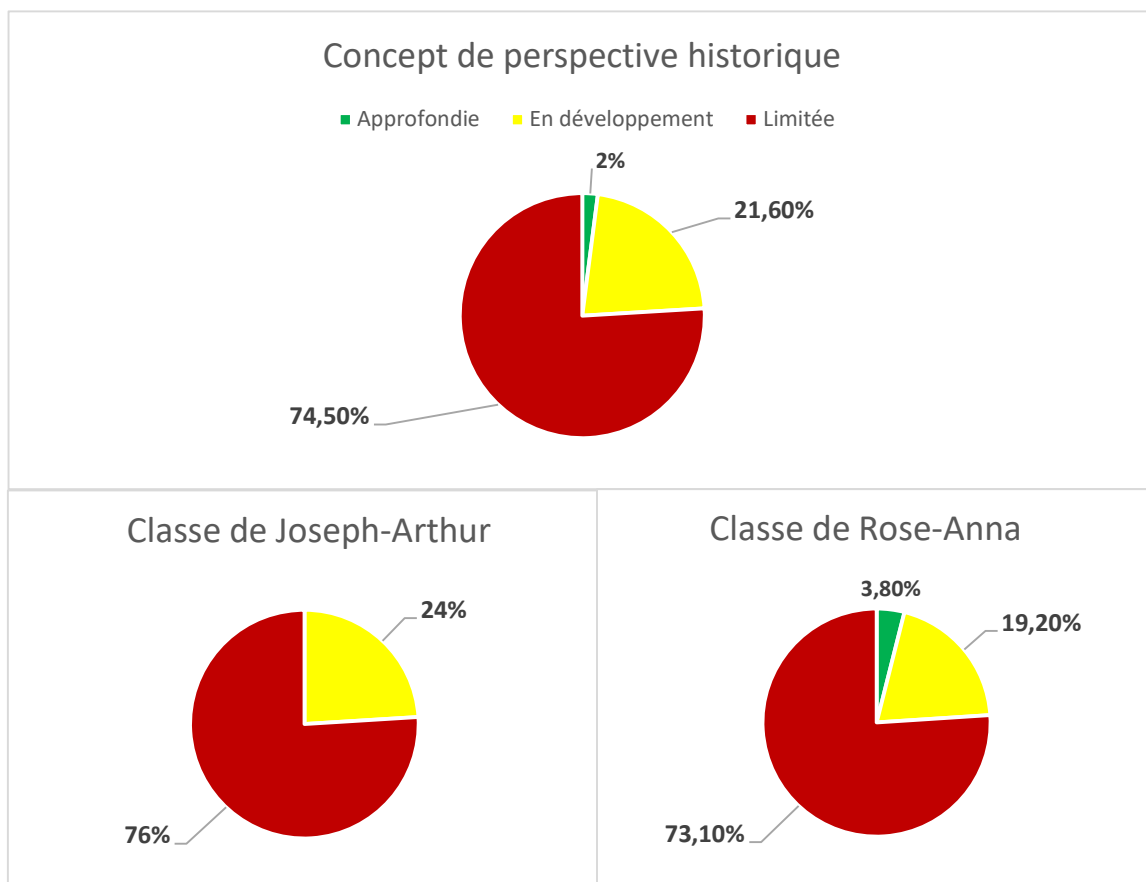 Concept de perspective historique
Approfondie En développement Limitée
2%
21,60%
74,50%
Classe de Joseph-Arthur
24%
76%
Classe de Rose-Anna
3,80%
19,20%
73,10%